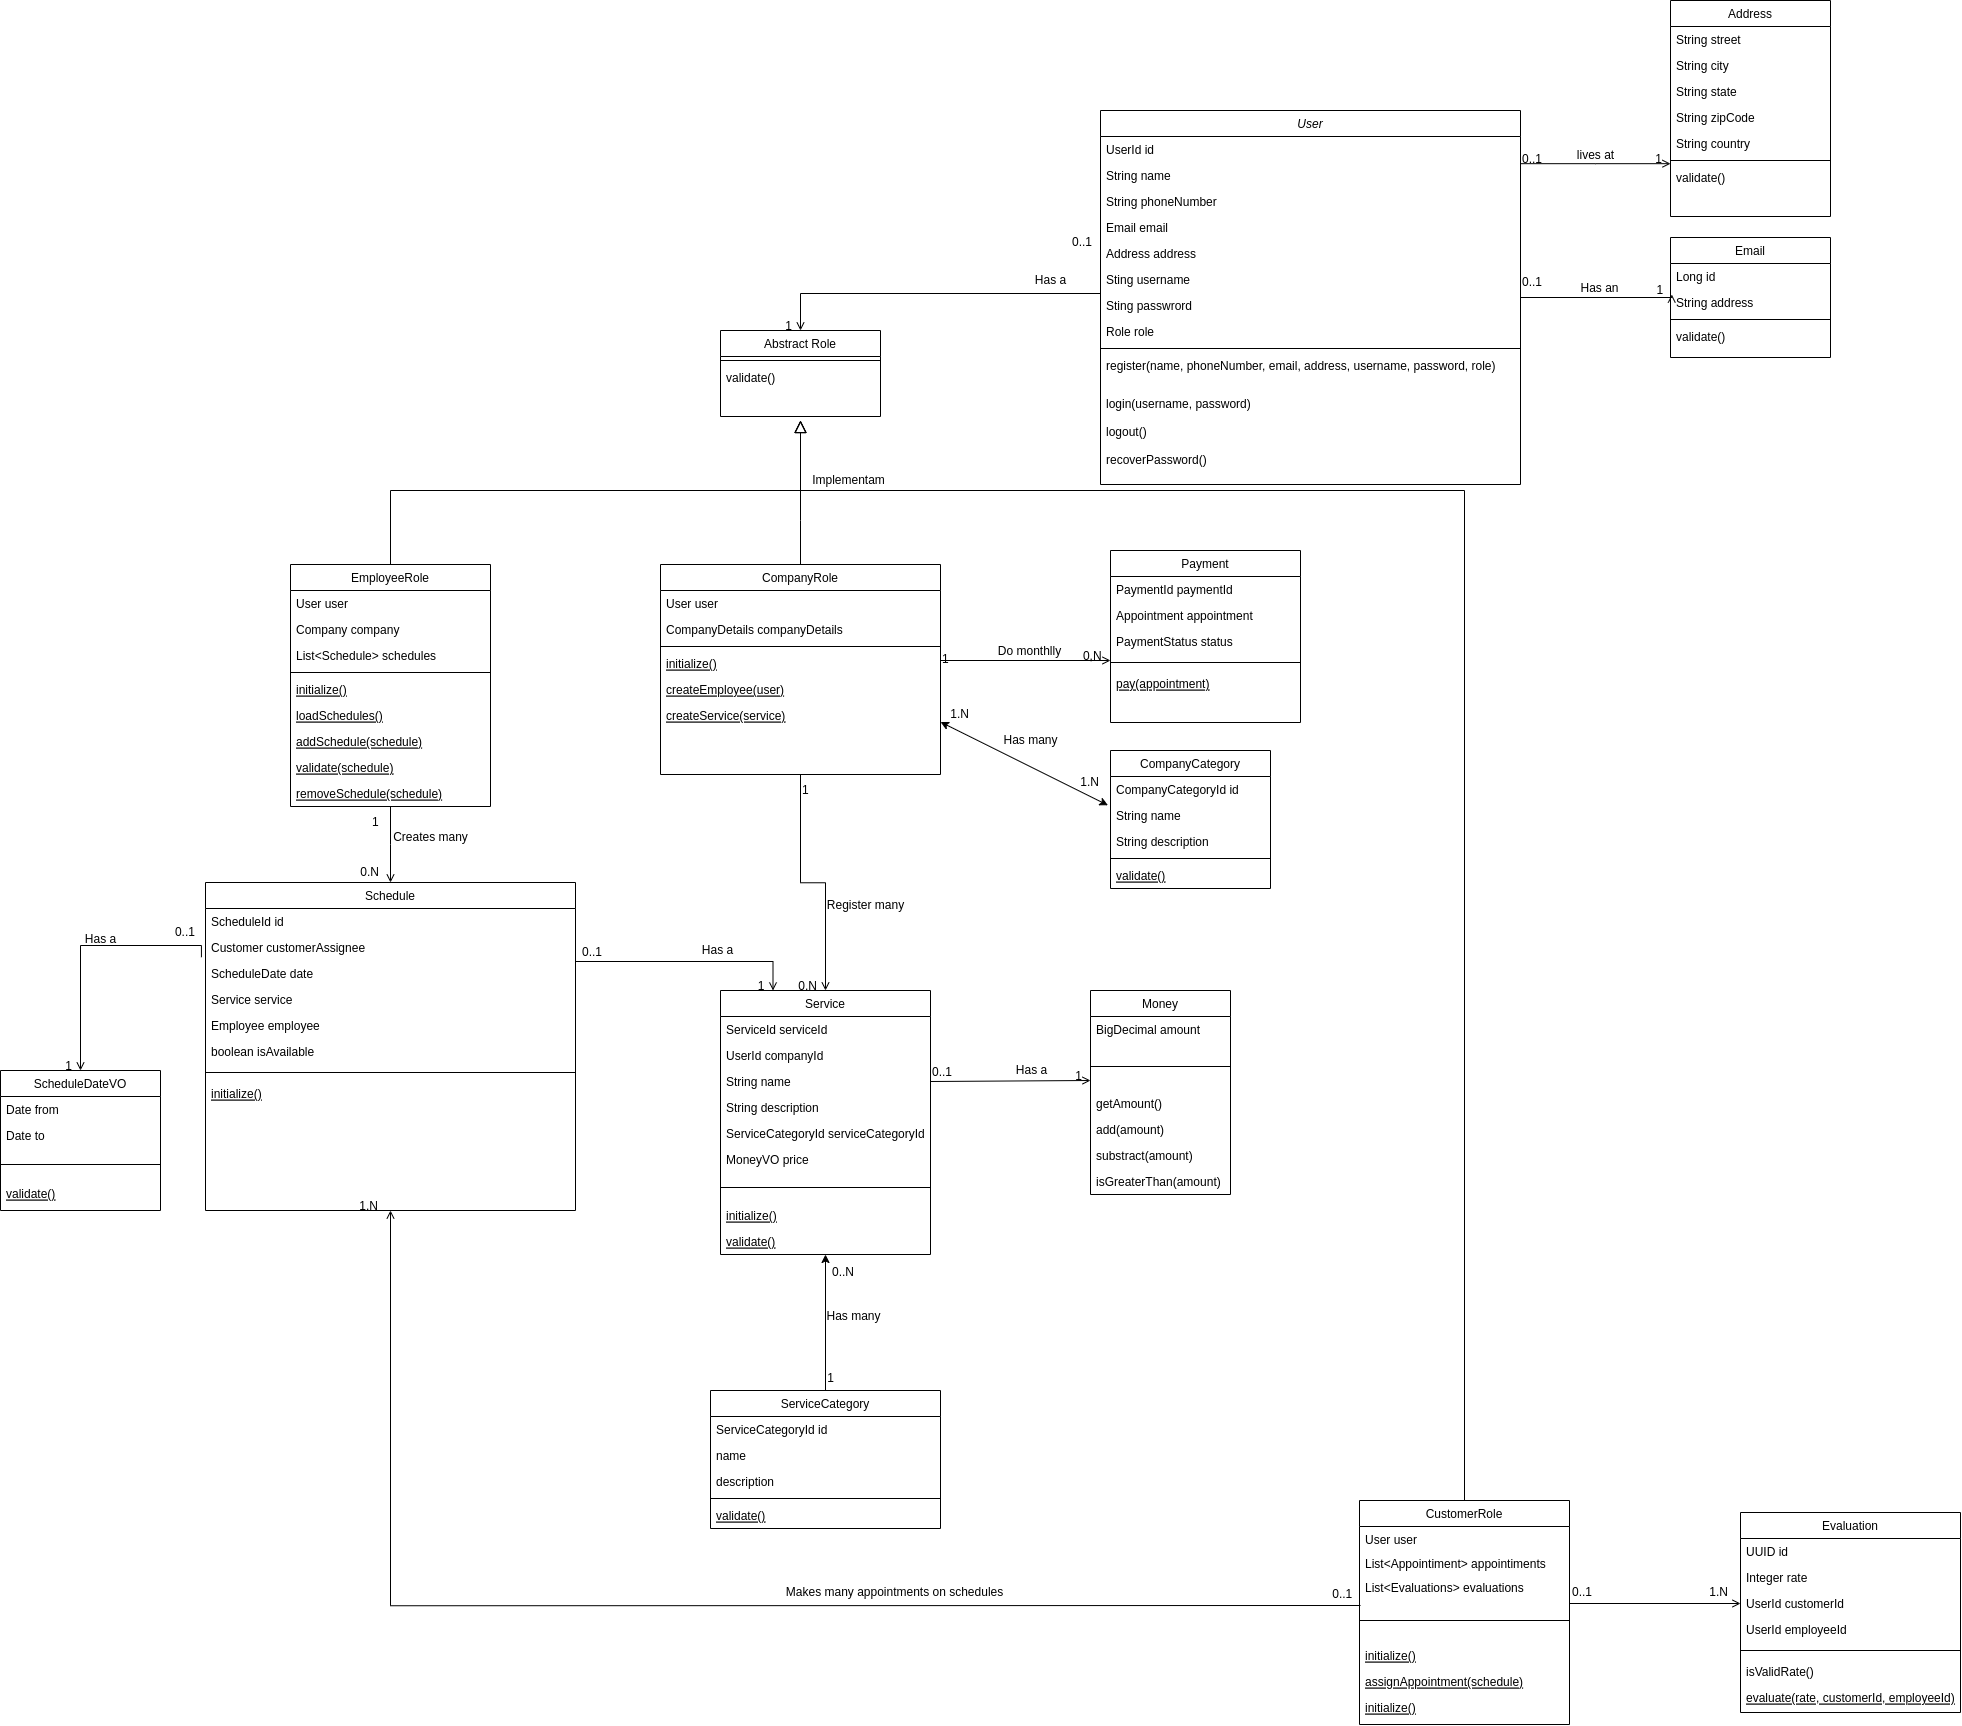 Address
String street
String city
String state
String zipCode
String country
validate()
User
UserId id
String name
String phoneNumber
Email email
Address address
Sting username
Sting passwrord
Role role
register(name, phoneNumber, email, address, username, password, role)
login(username, password)
logout()
recoverPassword()
0..1
lives at
1
Email
Long id
String address
validate()
0..1
Has an
1
0..1
Has a
1
Abstract Role
validate()
Implementam
EmployeeRole
User user
Company company
List<Schedule> schedules
initialize()
loadSchedules()
addSchedule(schedule)
validate(schedule)
removeSchedule(schedule)
CompanyRole
User user
CompanyDetails companyDetails
initialize()
createEmployee(user)
createService(service)
1
Do monthlly
0.N
Payment
PaymentId paymentId
Appointment appointment
PaymentStatus status
pay(appointment)
1.N
Has many
1.N
CompanyCategory
CompanyCategoryId id
String name
String description
validate()
1
Creates many
0.N
1
Register many
0.N
Schedule
ScheduleId id
Customer customerAssignee
ScheduleDate date
Service service
Employee employee
boolean isAvailable
initialize()
0..1
Has a
1
ScheduleDateVO
Date from
Date to
validate()
0..1
Has a
1
Service
ServiceId serviceId
UserId companyId
String name
String description
ServiceCategoryId serviceCategoryId
MoneyVO price
initialize()
validate()
0..1
Has a
1
Money
BigDecimal amount
getAmount()
add(amount)
substract(amount)
isGreaterThan(amount)
1.N
0..N
Has many
1
ServiceCategory
ServiceCategoryId id
name
description
validate()
Makes many appointments on schedules
0..1
CustomerRole
User user
List<Appointiment> appointiments
List<Evaluations> evaluations
initialize()
assignAppointment(schedule)
initialize()
0..1
1.N
Evaluation
UUID id
Integer rate
UserId customerId
UserId employeeId
isValidRate()
evaluate(rate, customerId, employeeId)